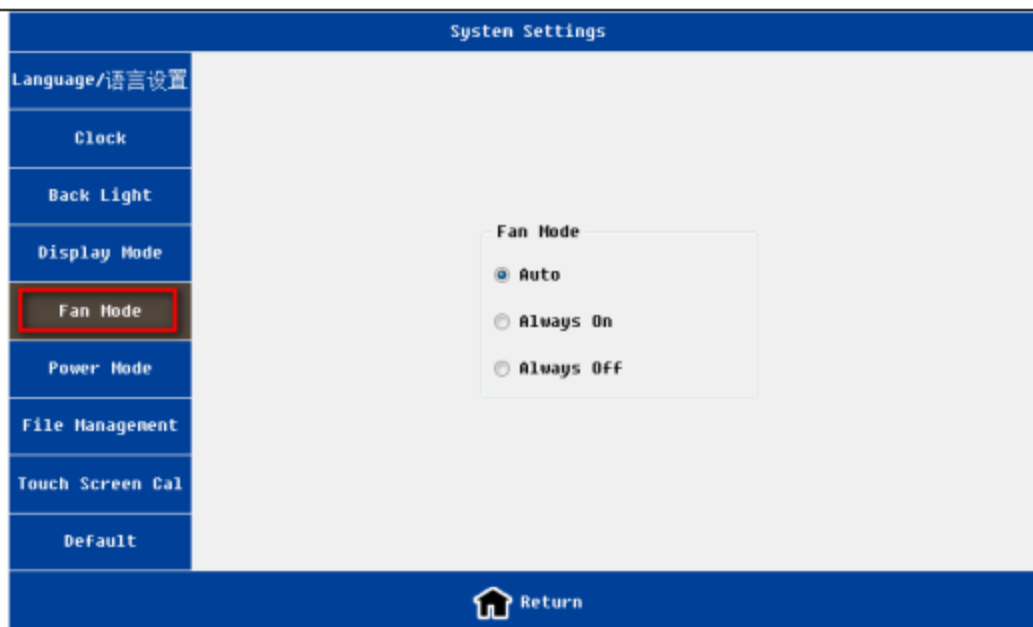 System Settings
Language/语言设置
Clock
Back Light
Display Mode
Fan Mode
Power Mode
File Management
Touch Screen Cal
Default
Fan Mode
Auto
Always On
Always Off
Return